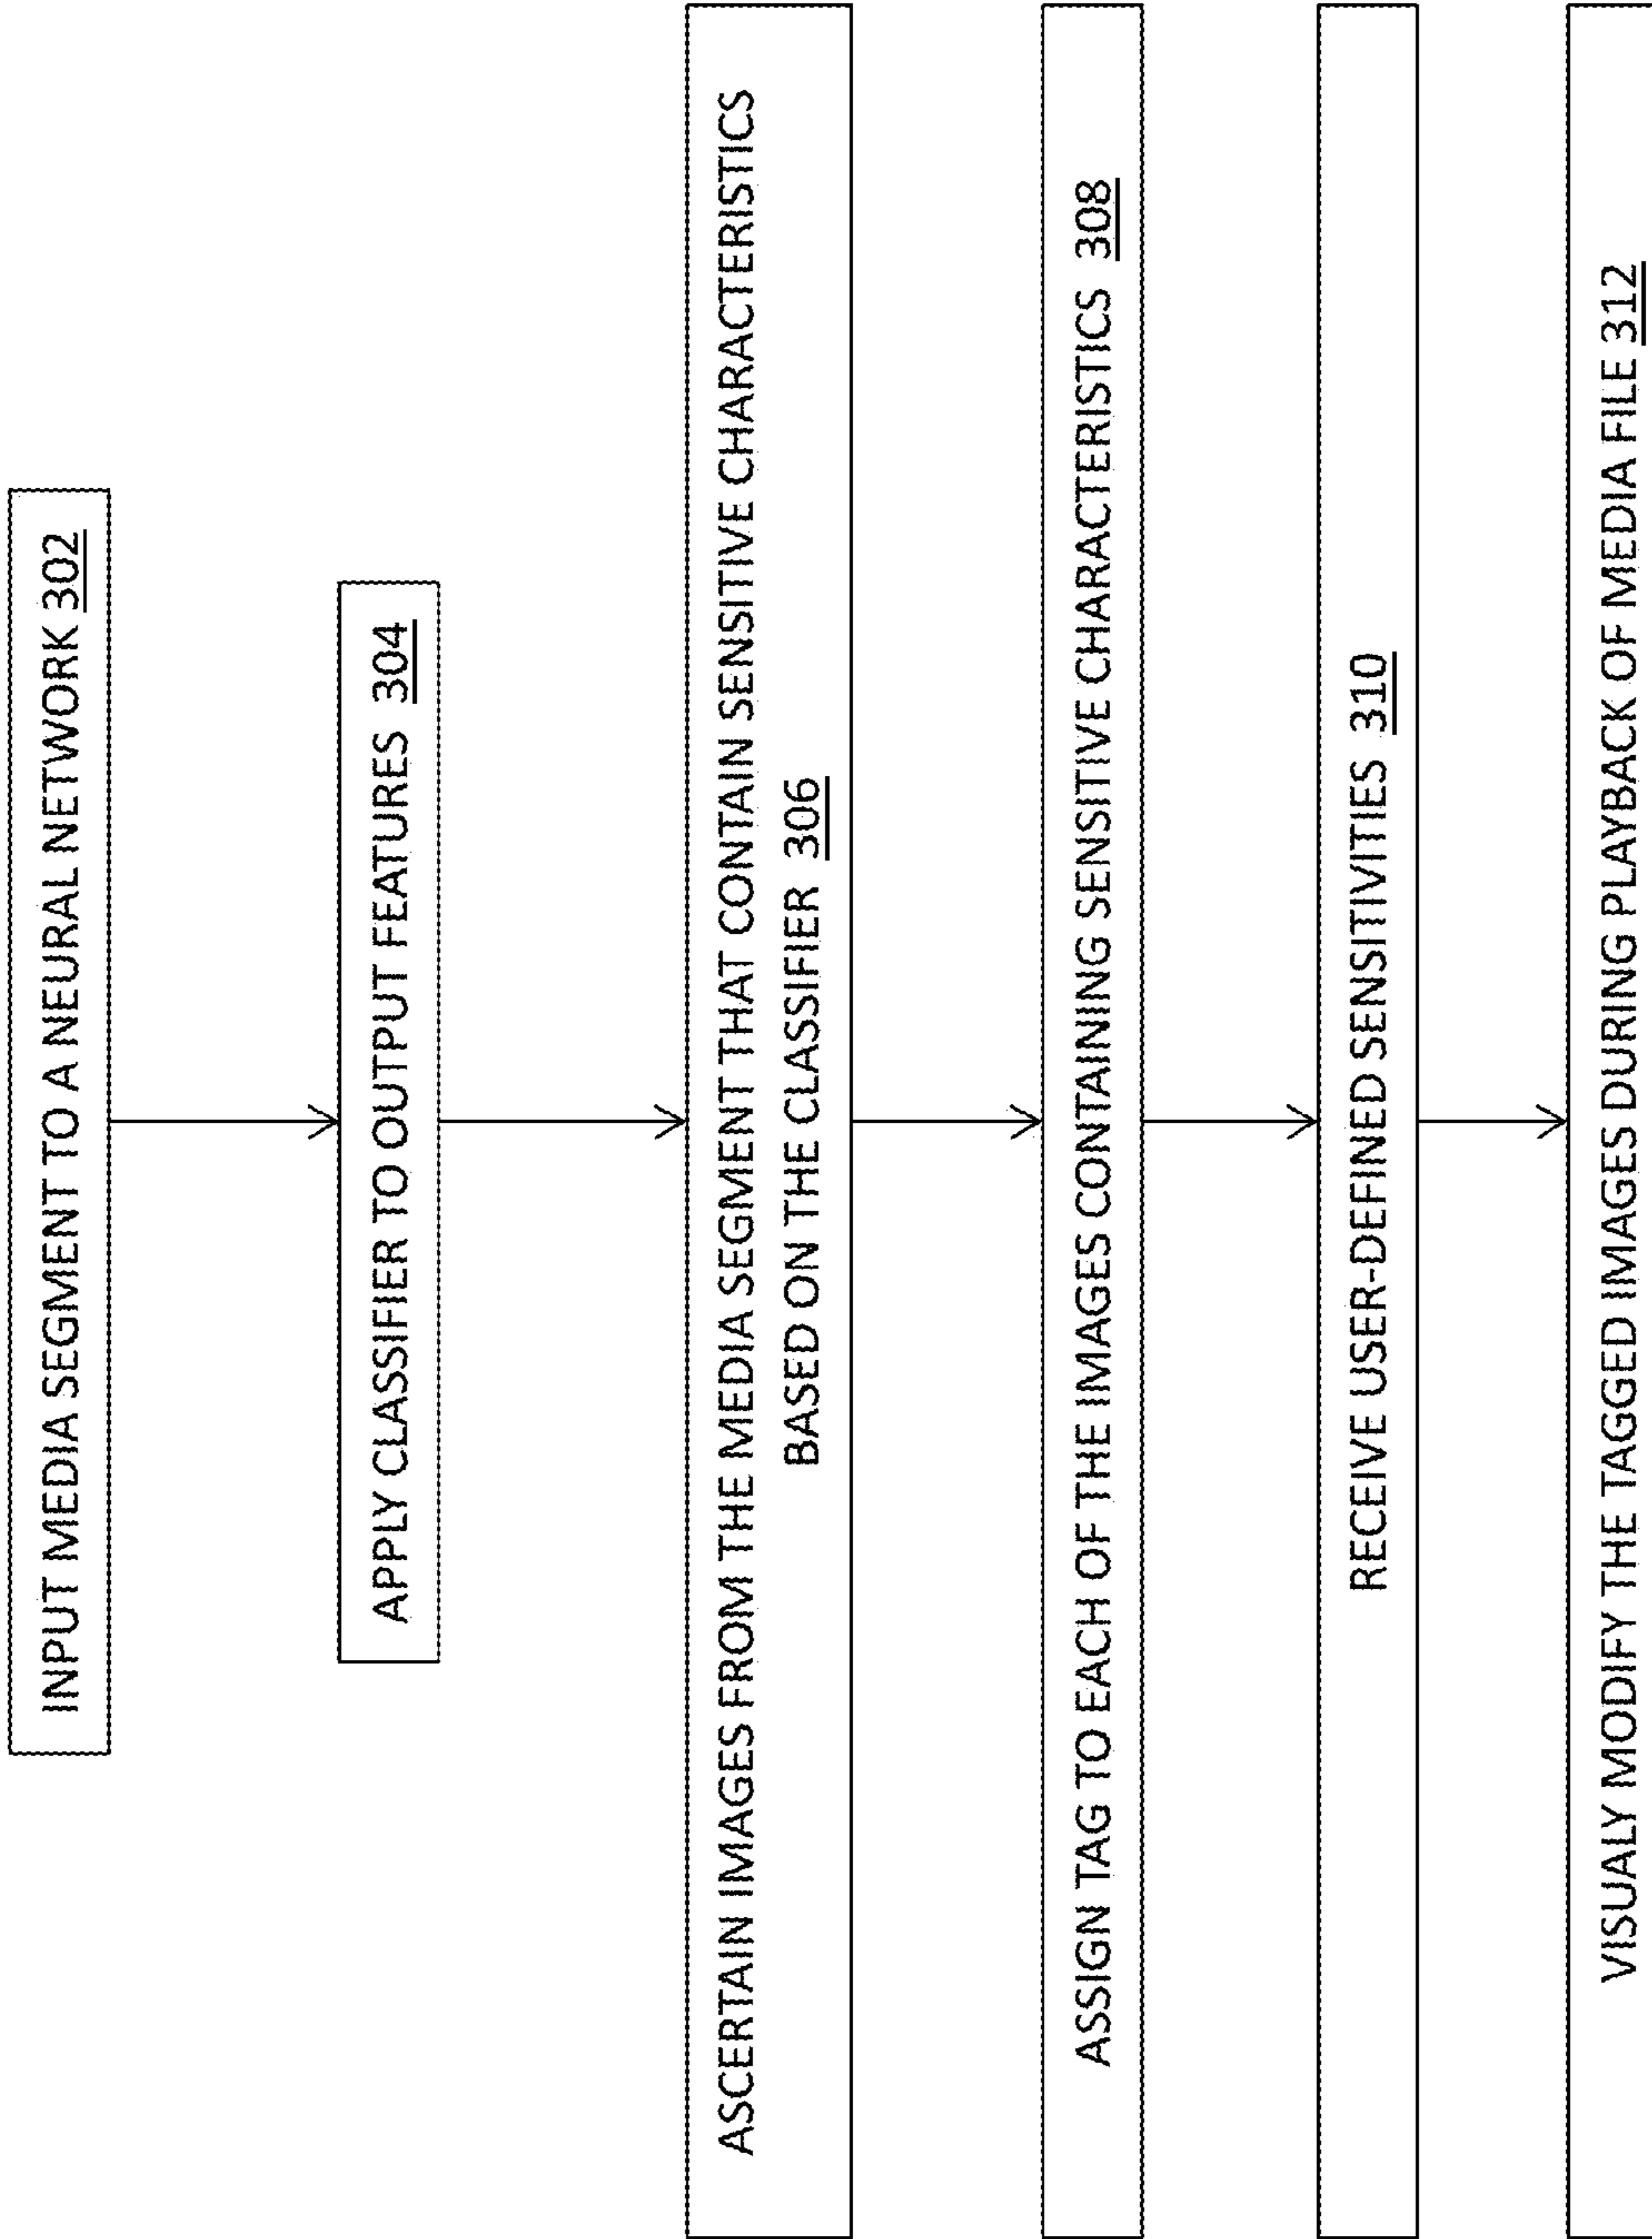 INPUT MEDIA SEGMENT TO A NEURAL NETWORK 302
APPLY CLASSIFIER TO OUTPUT FEATURES 304
ASCERTAIN IMAGES FROM THE MEDIA SEGMENT THAT CONTAIN SENSITIVE CHARACTERISTICS
BASED ON THE CLASSIFIER 306
ASSIGN TAG TO EACH OF THE IMAGES CONTAINING SENSITIVE CHARACTERISTICS 308
RECEIVE USER-DEFINED SENSITIVITIES 310
VISUALY MODIFY THE TAGGED IMAGES DURING PLAYBACK OF MEDIA FILE 312